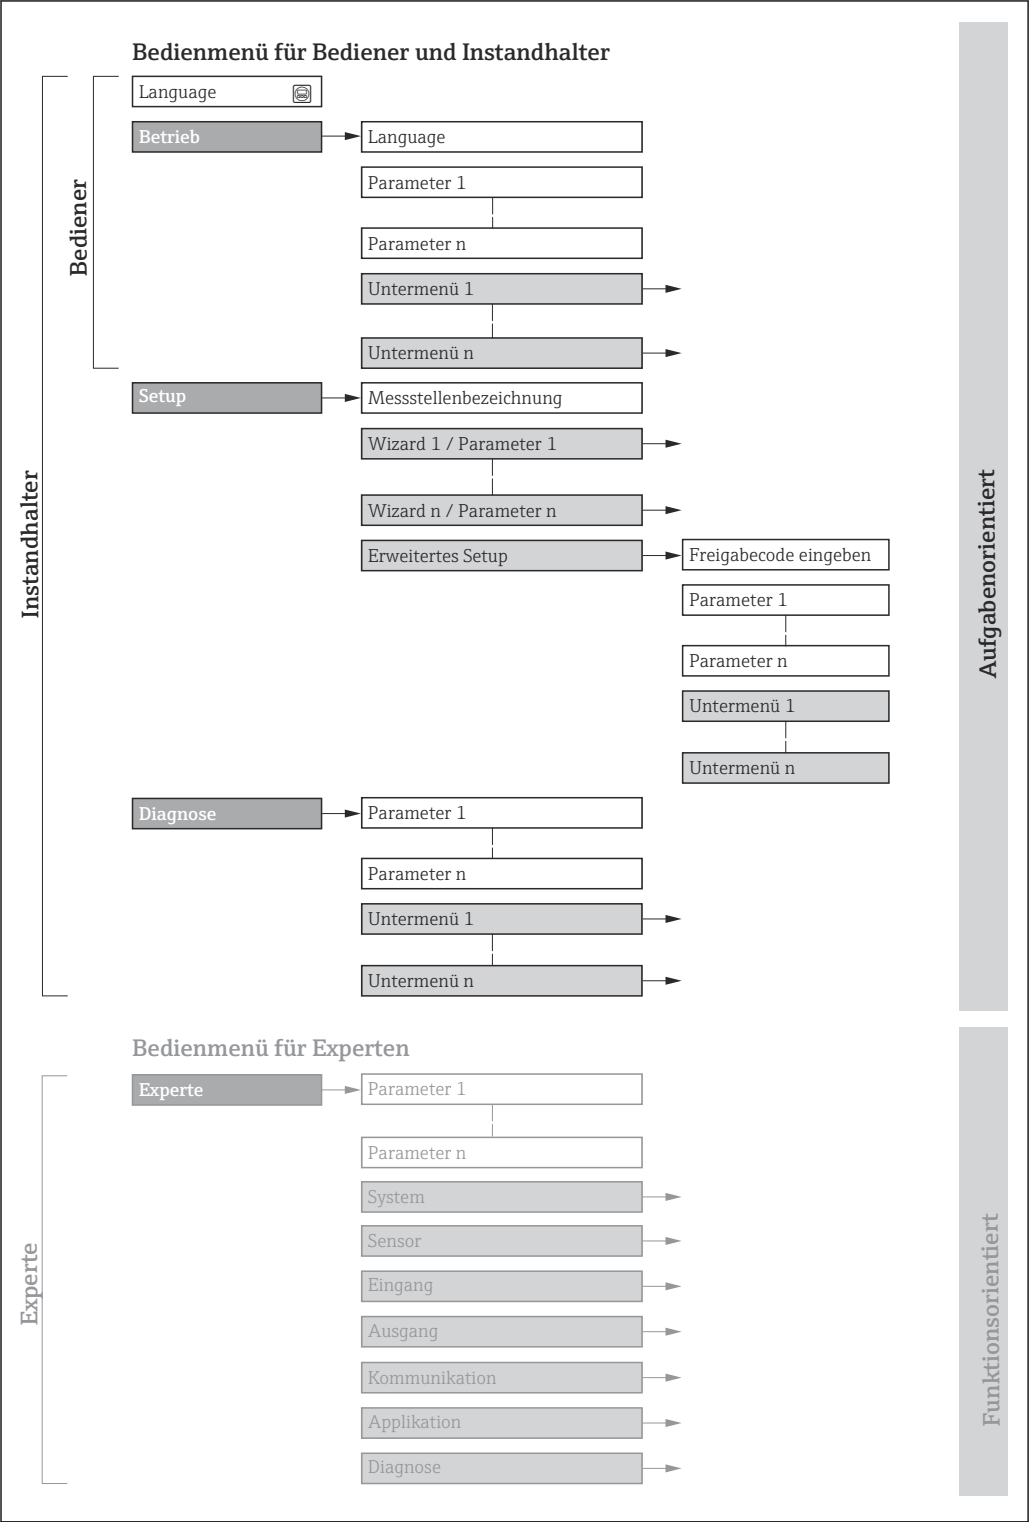 Bedienmenü für Bediener und Instandhalter
Language
Betrieb
Language
Parameter 1
Parameter n
Untermenü 1
Untermenü n
Setup
Messstellenbezeichnung
Wizard 1 / Parameter 1
Wizard n / Parameter n
Erweitertes Setup
Freigabecode eingeben
Parameter 1
Parameter n
Untermenü 1
Untermenü n
Diagnose
Parameter 1
Parameter n
Untermenü 1
Untermenü n
Bediener
Instandhalter
Aufgabenorientiert
Bedienmenü für Experten
Experte
Parameter 1
Parameter n
System
Sensor
Eingang
Ausgang
Kommunikation
Applikation
Diagnose
Experte
Funktionsorientiert